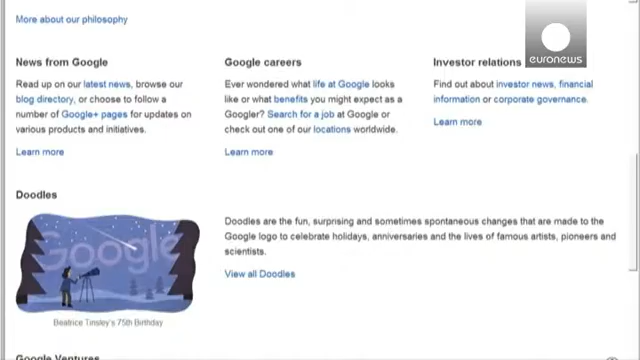 More about our philosophy
euronews
News from Google
Read up on our latest news, browse our
blog directory, or choose to follow a
number of Google+ pages for updates on
various products and initiatives.
Learn more
Google careers
Ever wondered what life at Google looks
like or what benefits you might expect as a
Googler? Search for a job at Google or
check out one of our locations worldwide.
Learn more
Investor relations
Find out about investor news, financial
information or corporate governance.
Learn more
Doodles
Google
Beatrice Tinsley's 75th Birthday
Doodles are the fun, surprising and sometimes spontaneous changes that are made to the
Google logo to celebrate holidays, anniversaries and the lives of famous artists, pioneers and
scientists.
View all Doodles
Google Ventures